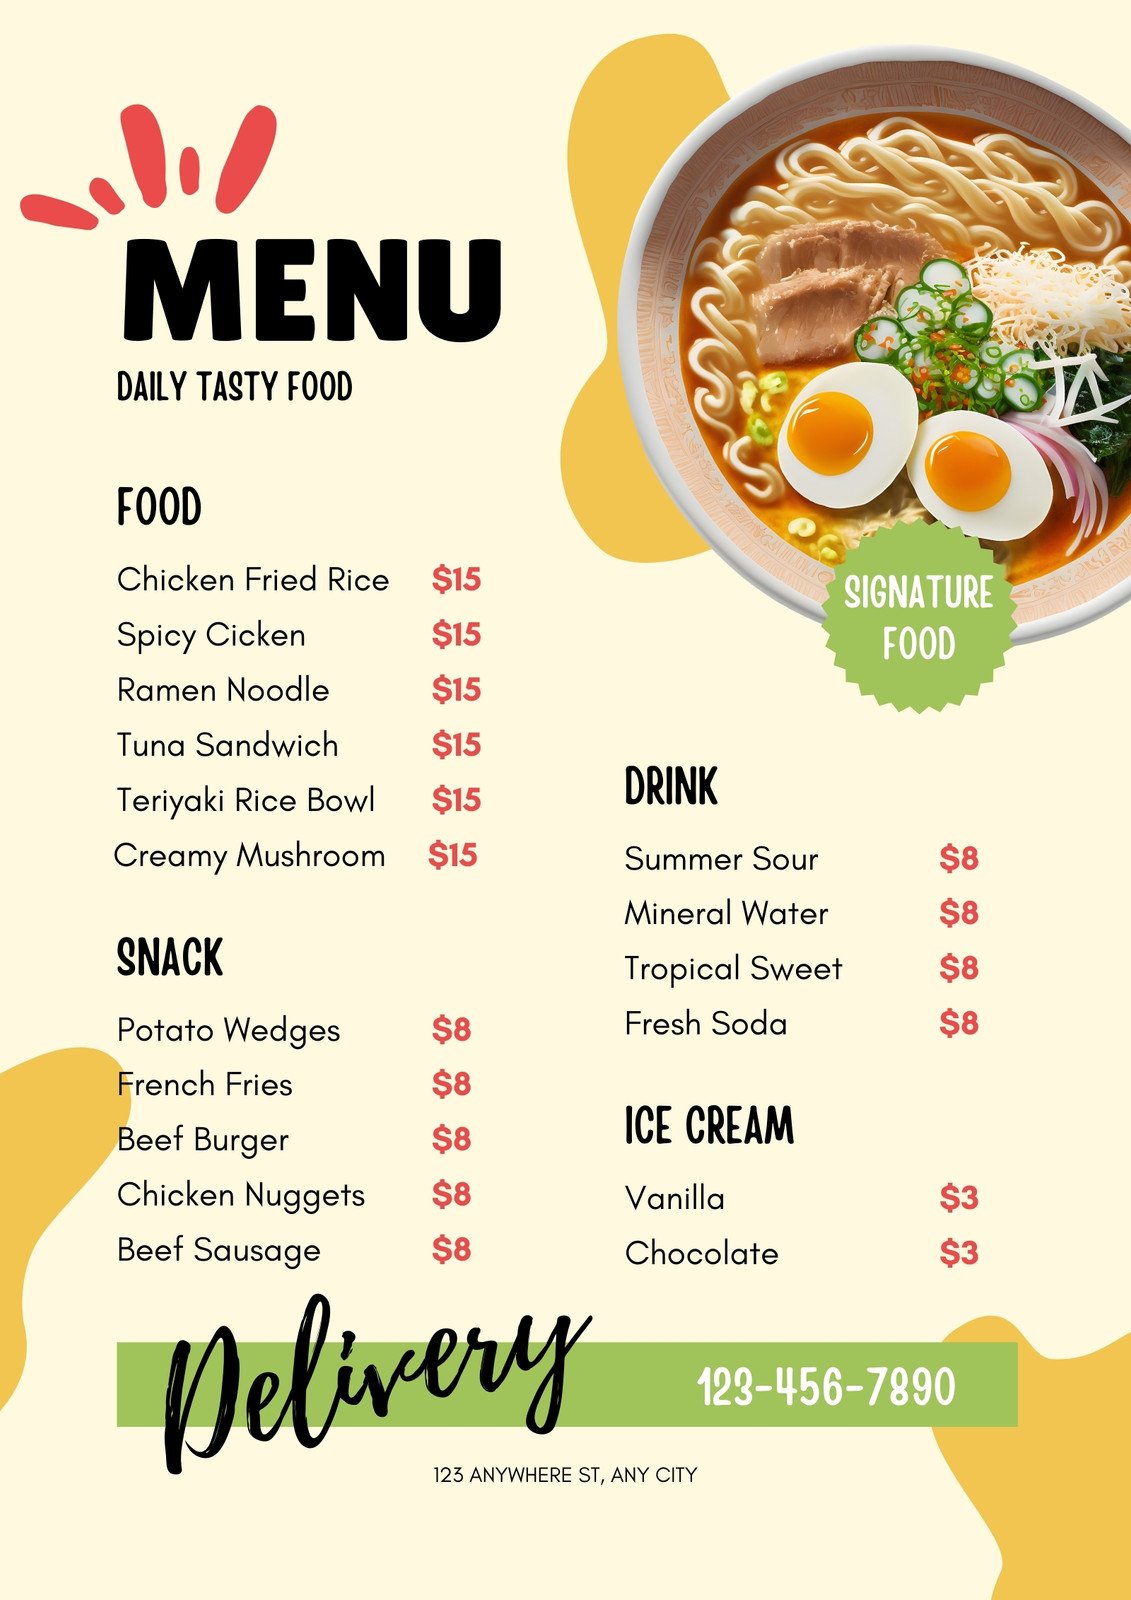 MENU
DAILY TASTY FOOD
FOOD
Chicken Fried Rice $15
Spicy Cicken $15
Ramen Noodle $15
Tuna Sandwich $15
Teriyaki Rice Bowl $15
Creamy Mushroom $15
SNACK
Potato Wedges $8
French Fries $8
Beef Burger $8
Chicken Nuggets $8
Beef Sausage $8
SIGNATURE
FOOD
DRINK
Summer Sour $8
Mineral Water $8
Tropical Sweet $8
Fresh Soda $8
ICE CREAM
Vanilla $3
Chocolate $3
Delivery 123-456-7890
123 ANYWHERE ST, ANY CITY